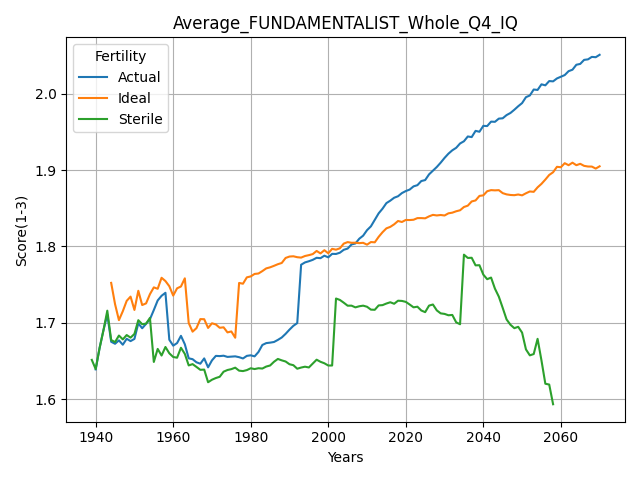 Average_FUNDAMENTALIST_Whole_Q4_IQ
Fertility
Actual
Ideal
Sterile
Score(1-3)
2.0
1.9
1.8
1.7
1.6
1940 1960 1980 2000 2020 2040 2060
Years